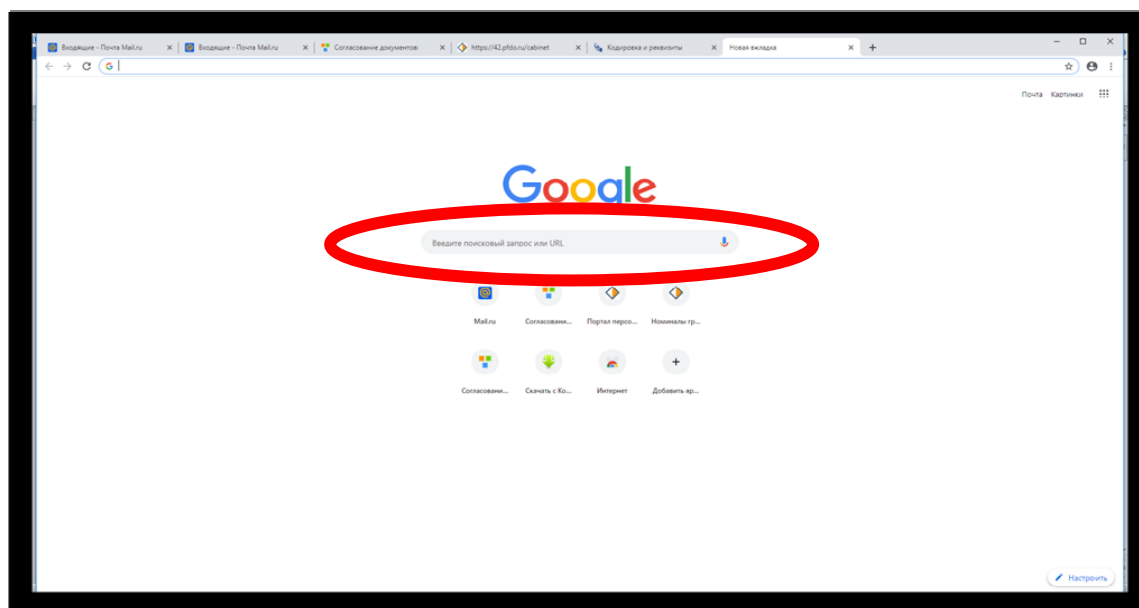 Входящие - Почта Mail.ru
Входящие - Почта Mail.ru
Согласование документов
https://42.pfdo.ru/cabinet
Кодировка и реквизиты
Новая вкладка
Почта Картинки
Google
Введите поисковый запрос или URL
Mail.ru
Согласовани...
Портал персо...
Номиналы гр...
Согласовани...
Скачать с Ко...
Интернет
Добавить яр...
Настроить